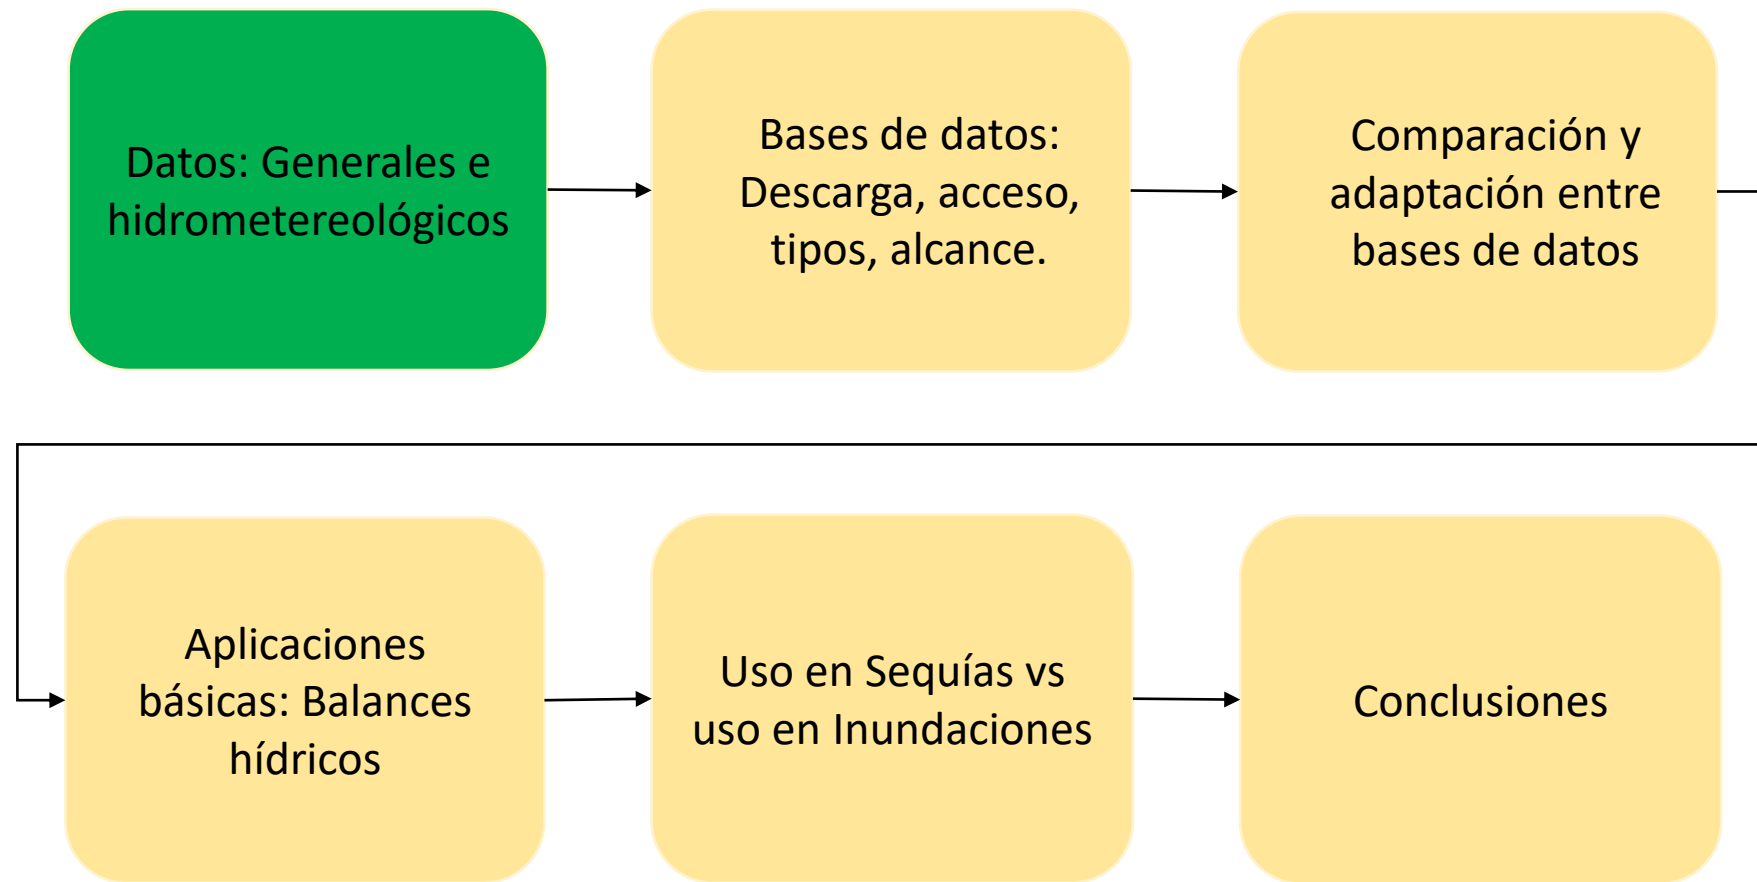 Datos: Generales e
hidrometereológicos
Bases de datos:
Descarga, acceso,
tipos, alcance.
Comparación y
adaptación entre
bases de datos
Aplicaciones
básicas: Balances
hídricos
Uso en Sequías vs
uso en Inundaciones
Conclusiones